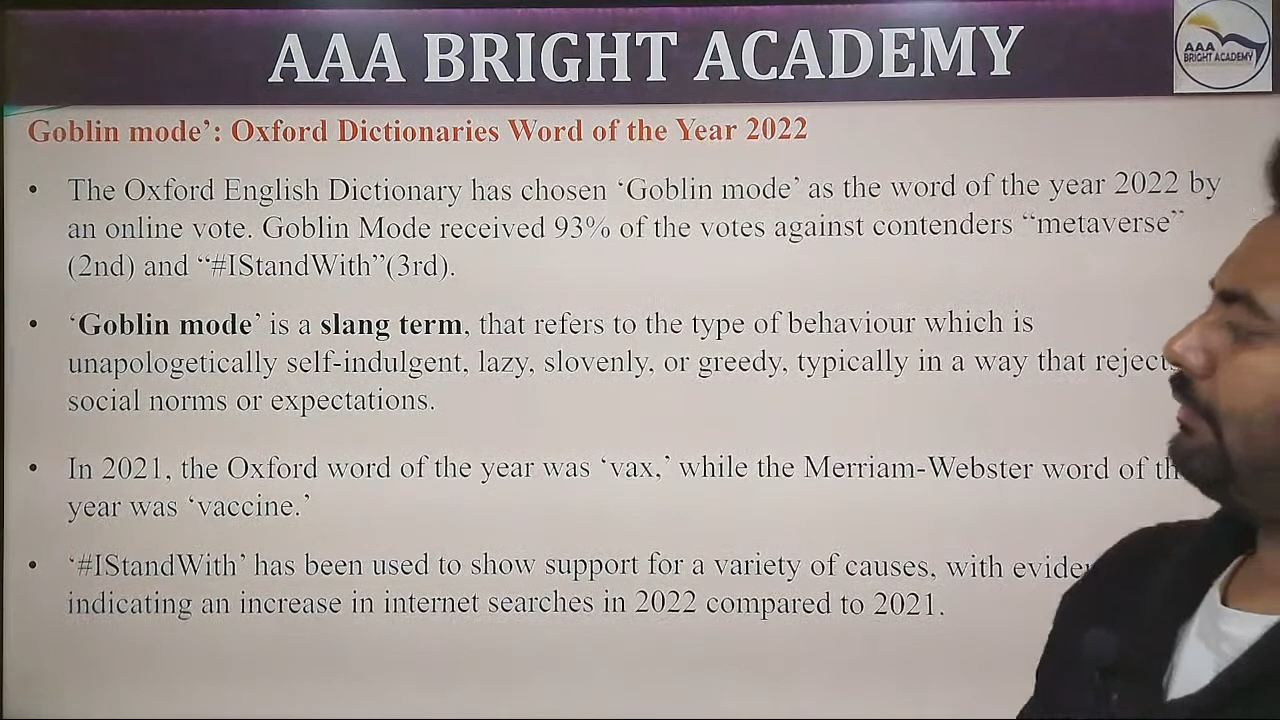 AAA BRIGHT ACADEMY
AAA
BRIGHT ACADEMY
Goblin mode’: Oxford Dictionaries Word of the Year 2022
• The Oxford English Dictionary has chosen ‘Goblin mode’ as the word of the year 2022 by
an online vote. Goblin Mode received 93% of the votes against contenders “metaverse”
(2nd) and “#IStandWith”(3rd).
• ‘Goblin mode’ is a slang term, that refers to the type of behaviour which is
unapologetically self-indulgent, lazy, slovenly, or greedy, typically in a way that
social norms or expectations.
• In 2021, the Oxford word of the year was ‘vax,’ while the Merriam-Webster word of
year was ‘vaccine.’
• ‘#IStandWith’ has been used to show support for a variety of causes, with
indicating an increase in internet searches in 2022 compared to 2021.